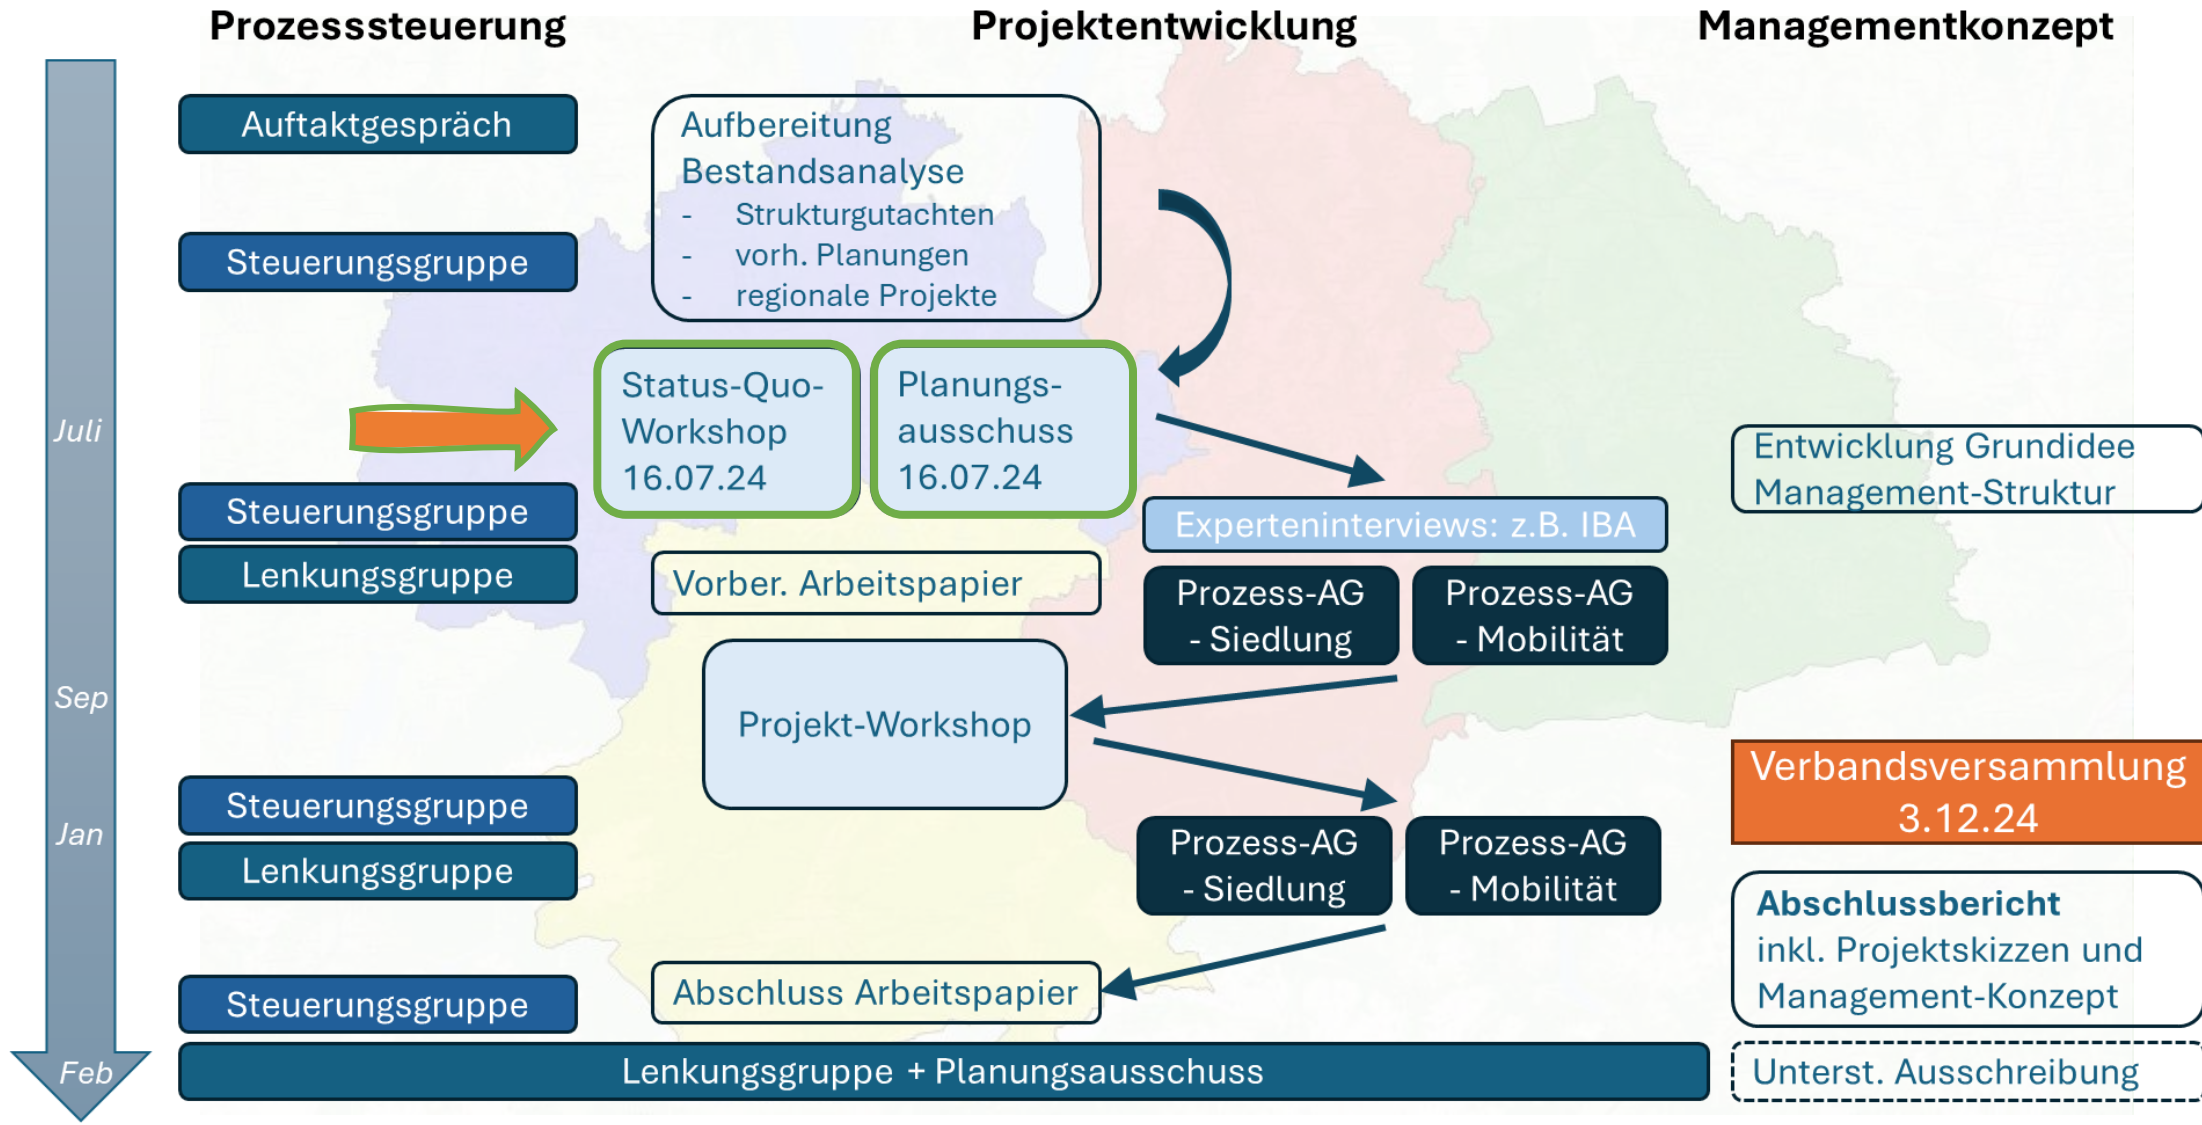 Prozesssteuerung
Projektentwicklung
Managementkonzept
Auftaktgespräch
Aufbereitung
Bestandsanalyse
- Strukturgutachten
- vorh. Planungen
- regionale Projekte
Steuerungsgruppe
Juli
Status-Quo-
Workshop
16.07.24
Planungs-
ausschuss
16.07.24
Entwicklung Grundidee
Management-Struktur
Steuerungsgruppe
Experteninterviews: z.B. IBA
Lenkungsgruppe
Vorber. Arbeitspapier
Prozess-AG
- Siedlung
Prozess-AG
- Mobilität
Sep
Projekt-Workshop
Verbandsversammlung
3.12.24
Steuerungsgruppe
Jan
Lenkungsgruppe
Prozess-AG
- Siedlung
Prozess-AG
- Mobilität
Abschlussbericht
inkl. Projektskizzen und
Management-Konzept
Steuerungsgruppe
Abschluss Arbeitspapier
Feb
Lenkungsgruppe + Planungsausschuss
Unterst. Ausschreibung